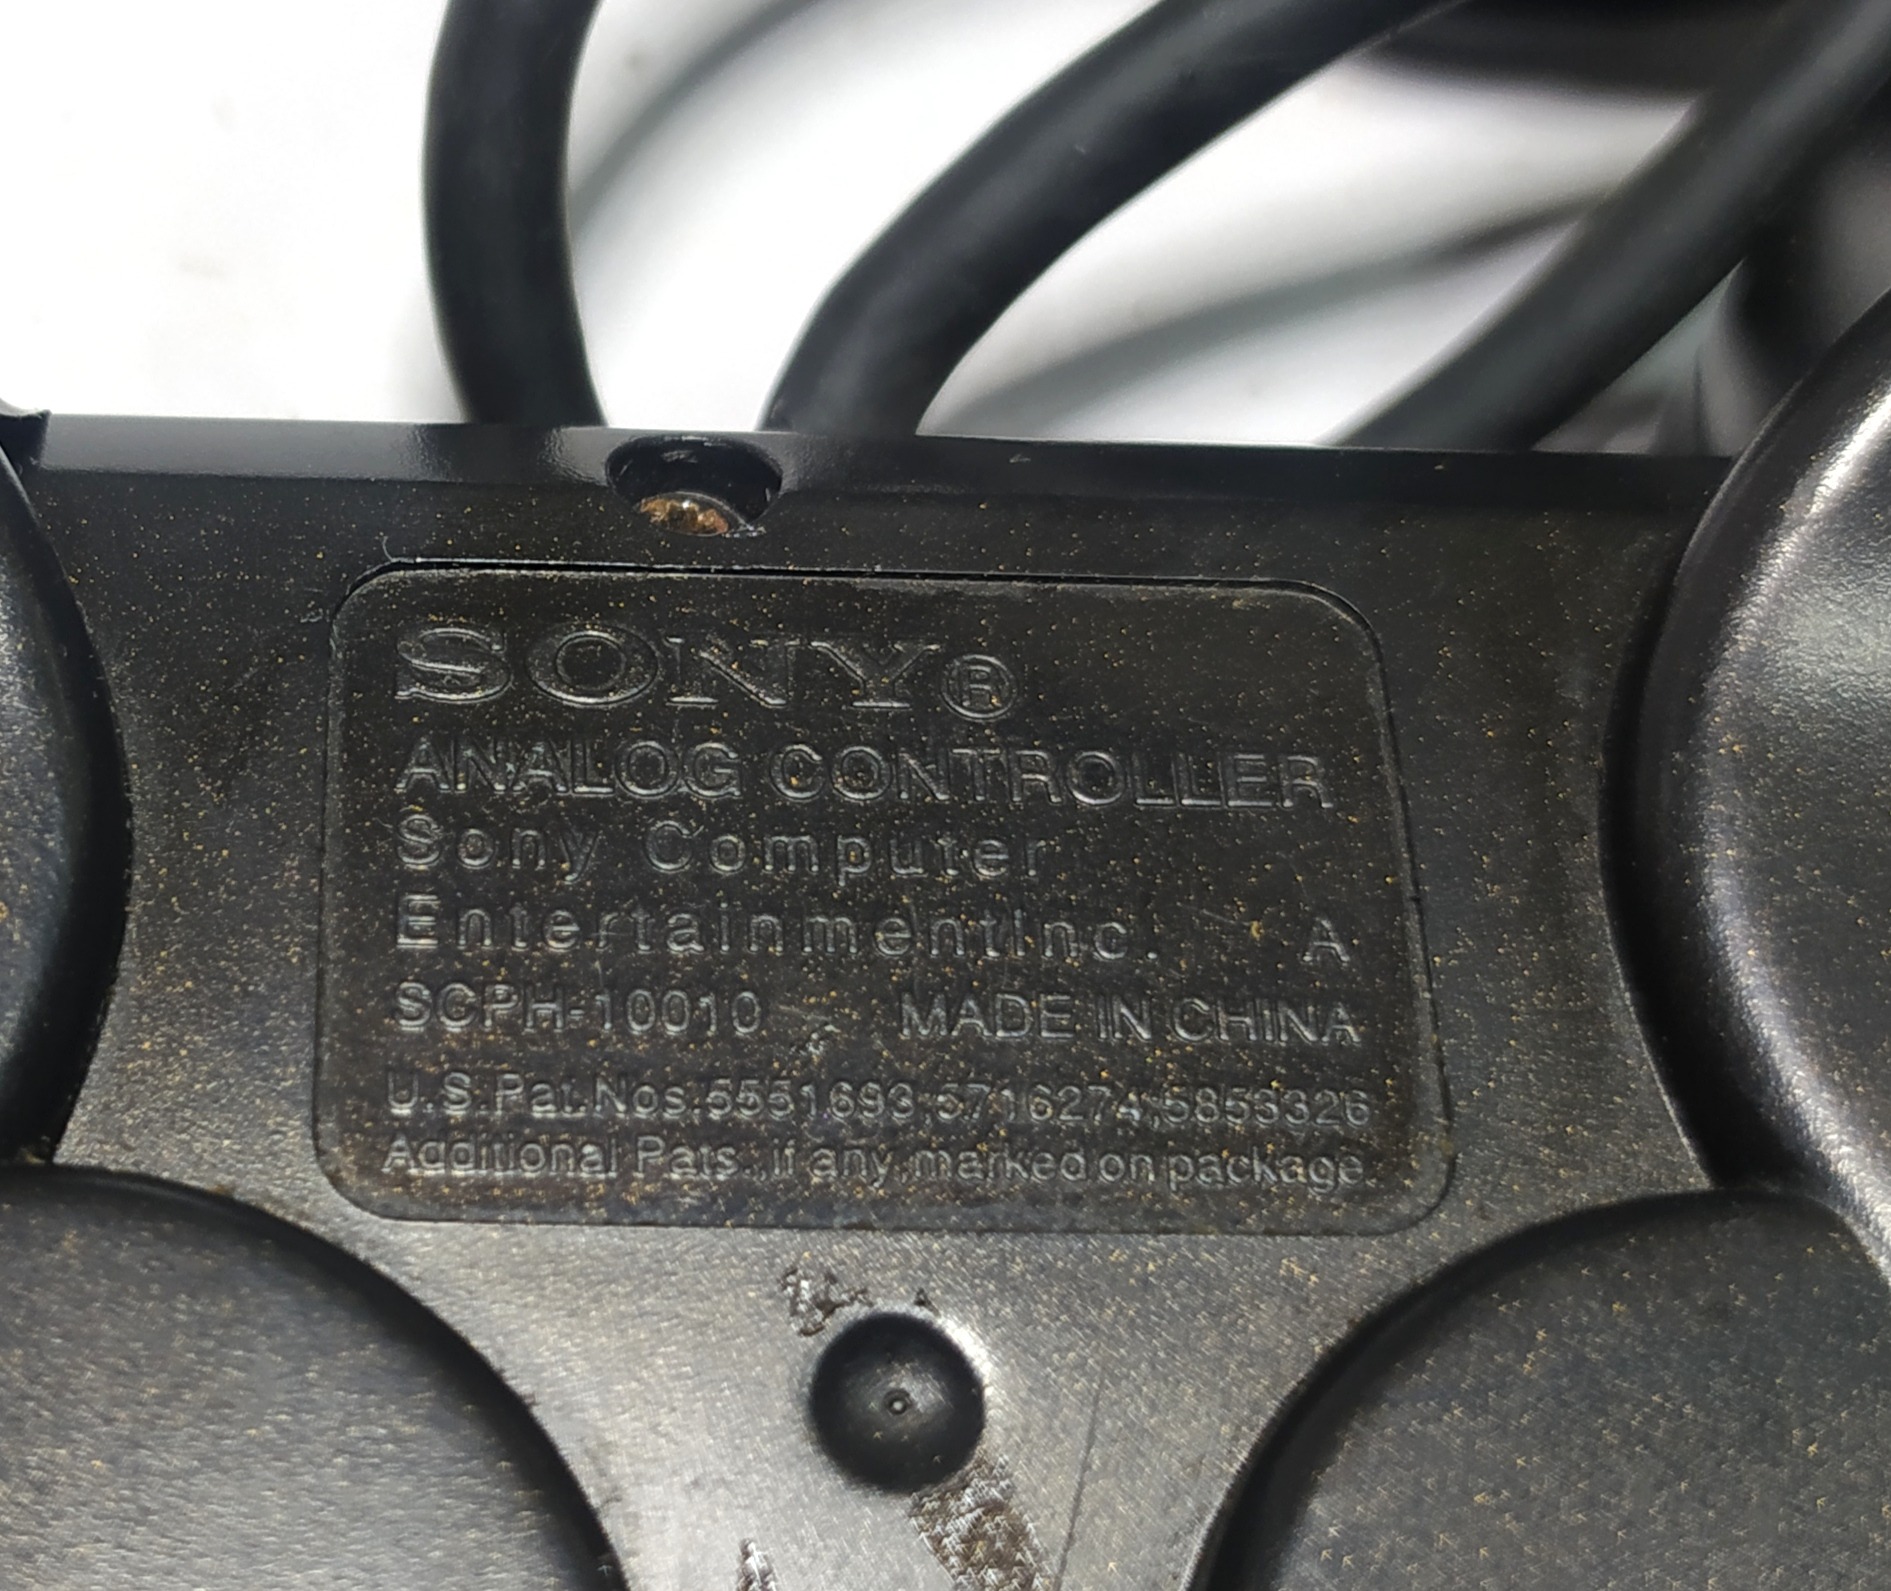 SONY®
ANALOG CONTROLLER
Sony Computer
EntertainmentInc. A
SCPH-10010 MADE IN CHINA
U.S.Pat.Nos.5551693;5716274;5853326
Additional Pats.,if any,marked on package.